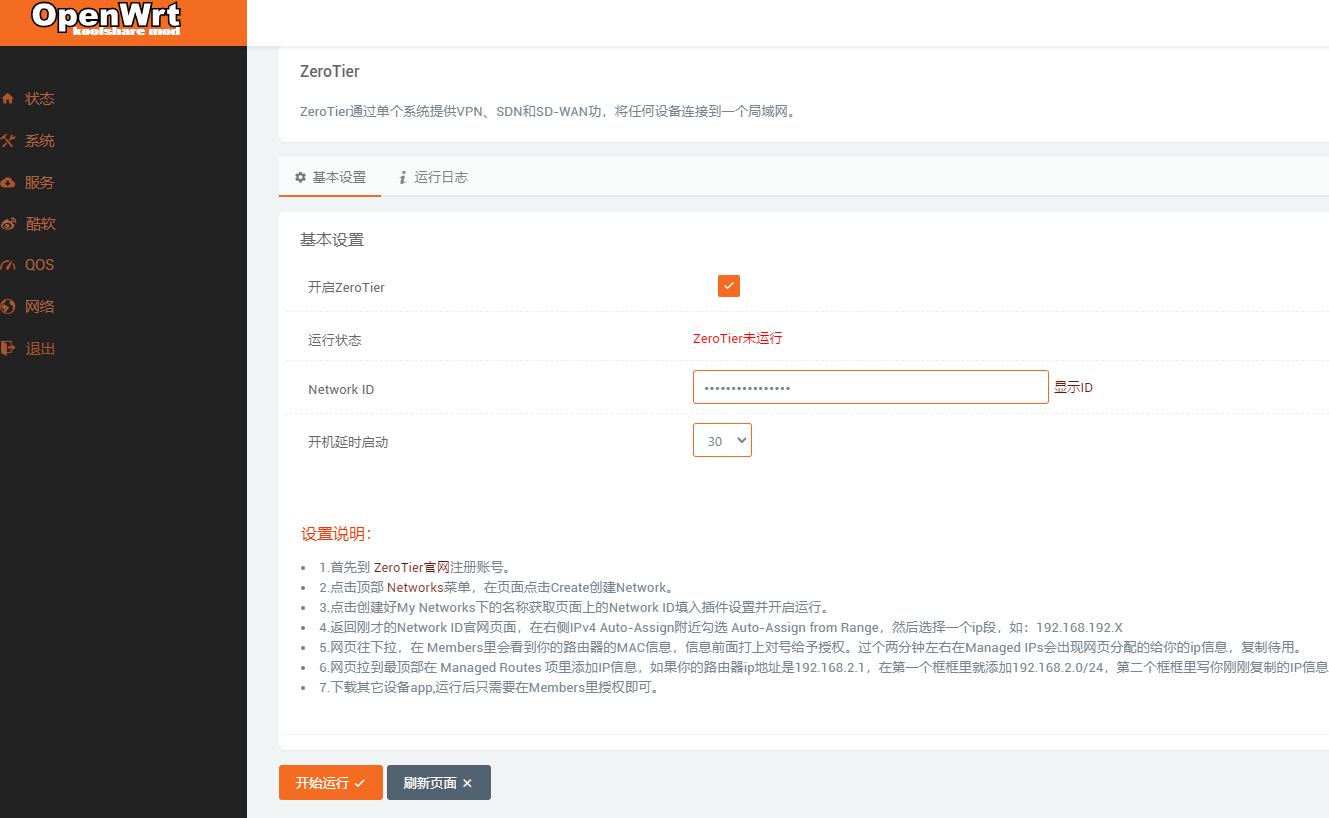 OpenWrt
koolshare mod
状态
系统
服务
酷软
QOS
网络
退出
ZeroTier
ZeroTier通过单个系统提供VPN、SDN和SD-WAN功，将任何设备连接到一个局域网。
基本设置
运行日志
基本设置
开启ZeroTier
运行状态
ZeroTier未运行
Network ID
••••••••••••••••
显示ID
开机延时启动
30
设置说明：
1.首先到 ZeroTier官网注册账号。
2.点击顶部 Networks菜单，在页面点击Create创建Network。
3.点击创建好My Networks下的名称获取页面上的Network ID填入插件设置并开启运行。
4.返回刚才的Network ID官网页面，在右侧IPv4 Auto-Assign附近勾选 Auto-Assign from Range，然后选择一个ip段，如：192.168.192.X
5.网页往下拉，在 Members里会看到你的路由器的MAC信息，信息前面打上对号给予授权。过个两分钟左右在Managed IPs会出现网页分配的给你的ip信息，复制待用。
6.网页拉到最顶部在 Managed Routes 项里添加IP信息，如果你的路由器ip地址是192.168.2.1，在第一个框框里就添加192.168.2.0/24，第二个框框里写你刚刚复制的IP信息
7.下载其它设备app,运行后只需要在Members里授权即可。
开始运行
刷新页面